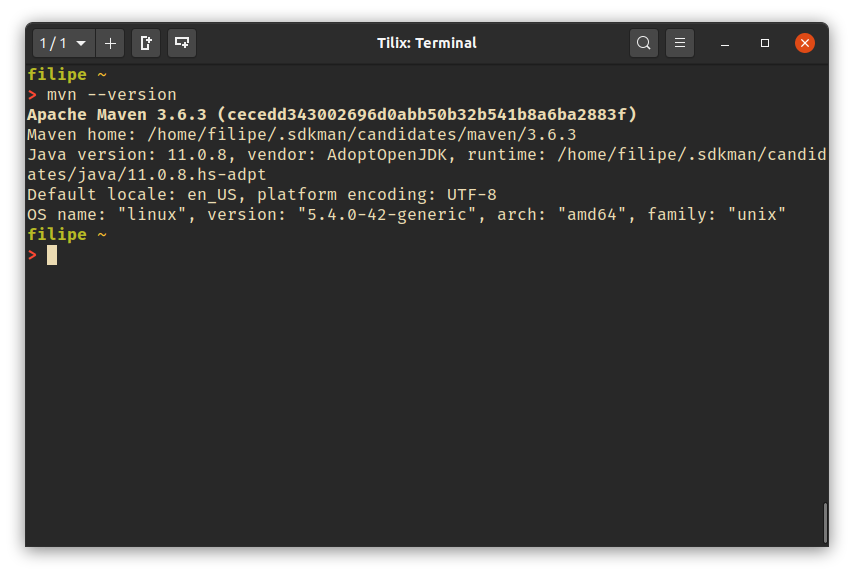 1 / 1
Tilix: Terminal
filipe ~
> mvn --version
Apache Maven 3.6.3 (cecedd343002696d0abb50b32b541b8a6ba2883f)
Maven home: /home/filipe/.sdkman/candidates/maven/3.6.3
Java version: 11.0.8, vendor: AdoptOpenJDK, runtime: /home/filipe/.sdkman/candid
ates/java/11.0.8.hs-adpt
Default locale: en_US, platform encoding: UTF-8
OS name: "linux", version: "5.4.0-42-generic", arch: "amd64", family: "unix"
filipe ~
>